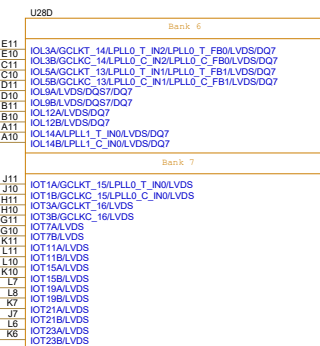 U28D
Bank 6
E11 IOL3A/GCLKT_14/LPLL0_T_IN2/LPLL0_T_FB0/LVDS/DQ7
E10 IOL3B/GCLKC_14/LPLL0_C_IN2/LPLL0_C_FB0/LVDS/DQ7
C11 IOL5A/GCLKT_13/LPLL0_T_IN1/LPLL0_T_FB1/LVDS/DQ7
C10 IOL5B/GCLKC_13/LPLL0_C_IN1/LPLL0_C_FB1/LVDS/DQ7
D11 IOL9A/LVDS/DQS7/DQ7
D10 IOL9B/LVDS/DQS7/DQ7
B11 IOL12A/LVDS/DQ7
B10 IOL12B/LVDS/DQ7
A11 IOL14A/LPLL1_T_IN0/LVDS/DQ7
A10 IOL14B/LPLL1_C_IN0/LVDS/DQ7
Bank 7
J11 IOT1A/GCLKT_15/LPLL0_T_IN0/LVDS
J10 IOT1B/GCLKC_15/LPLL0_C_IN0/LVDS
H11 IOT3A/GCLKT_16/LVDS
H10 IOT3B/GCLKC_16/LVDS
G11 IOT7A/LVDS
G10 IOT7B/LVDS
K11 IOT11A/LVDS
L11 IOT11B/LVDS
L10 IOT15A/LVDS
K10 IOT15B/LVDS
L7 IOT19A/LVDS
L8 IOT19B/LVDS
K7 IOT21A/LVDS
J7 IOT21B/LVDS
L6 IOT23A/LVDS
K6 IOT23B/LVDS